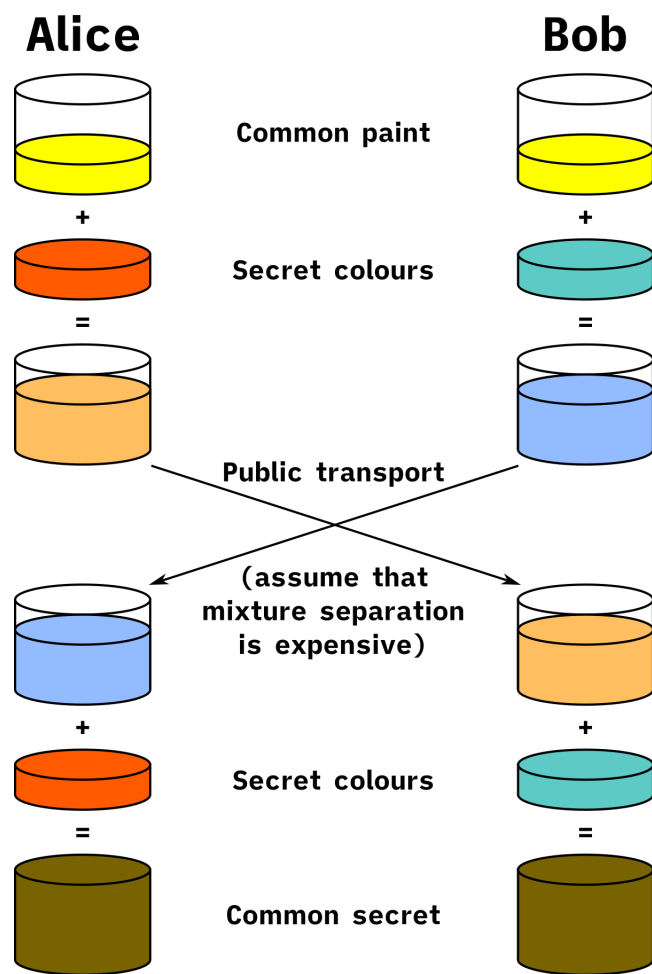 Alice Bob
Common paint
+ +
Secret colours
= =
Public transport
(assume that
mixture separation
is expensive)
+ +
Secret colours
= =
Common secret